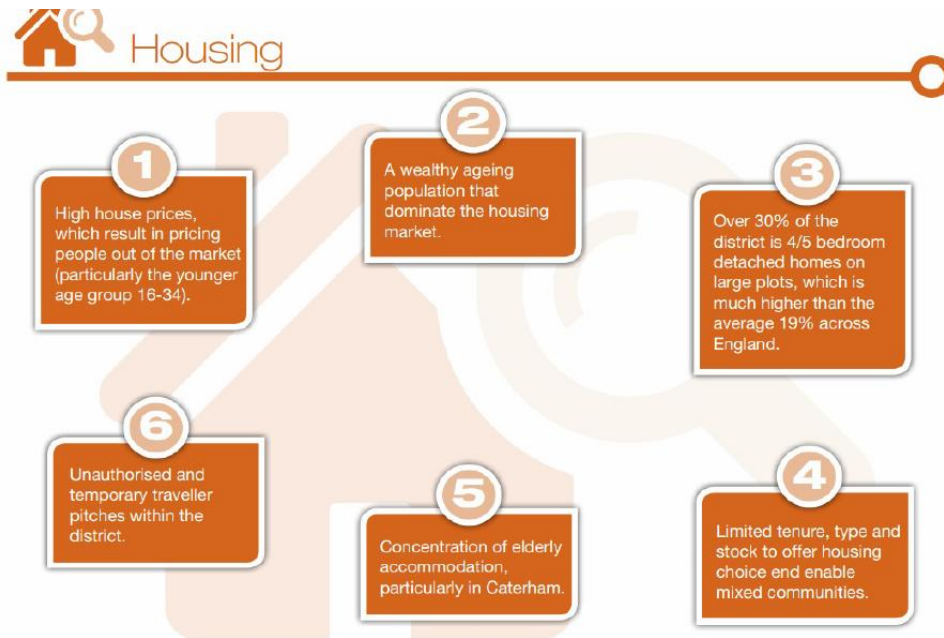 Housing
1
High house prices,
which result in pricing
people out of the market
(particularly the younger
age group 16-34).
2
A wealthy ageing
population that
dominate the housing
market.
3
Over 30% of the
district is 4/5 bedroom
detached homes on
large plots, which is
much higher than the
average 19% across
England.
4
Limited tenure, type and
stock to offer housing
choice end enable
mixed communities.
5
Concentration of elderly
accommodation,
particularly in Caterham.
6
Unauthorised and
temporary traveller
pitches within the
district.